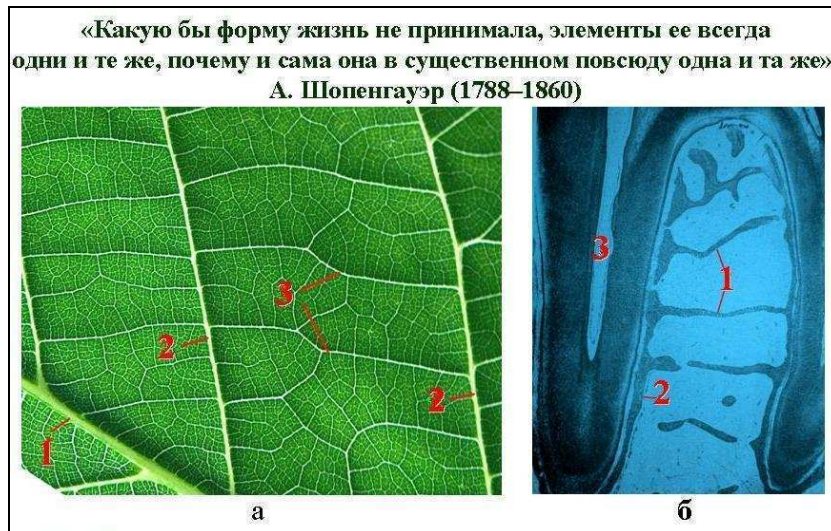 «Какую бы форму жизнь не принимала, элементы ее всегда
одни и те же, почему и сама она в существенном повсюду одна и та же»
А. Шопенгауэр (1788–1860)
1
2
3
2
а
3
1
2
б